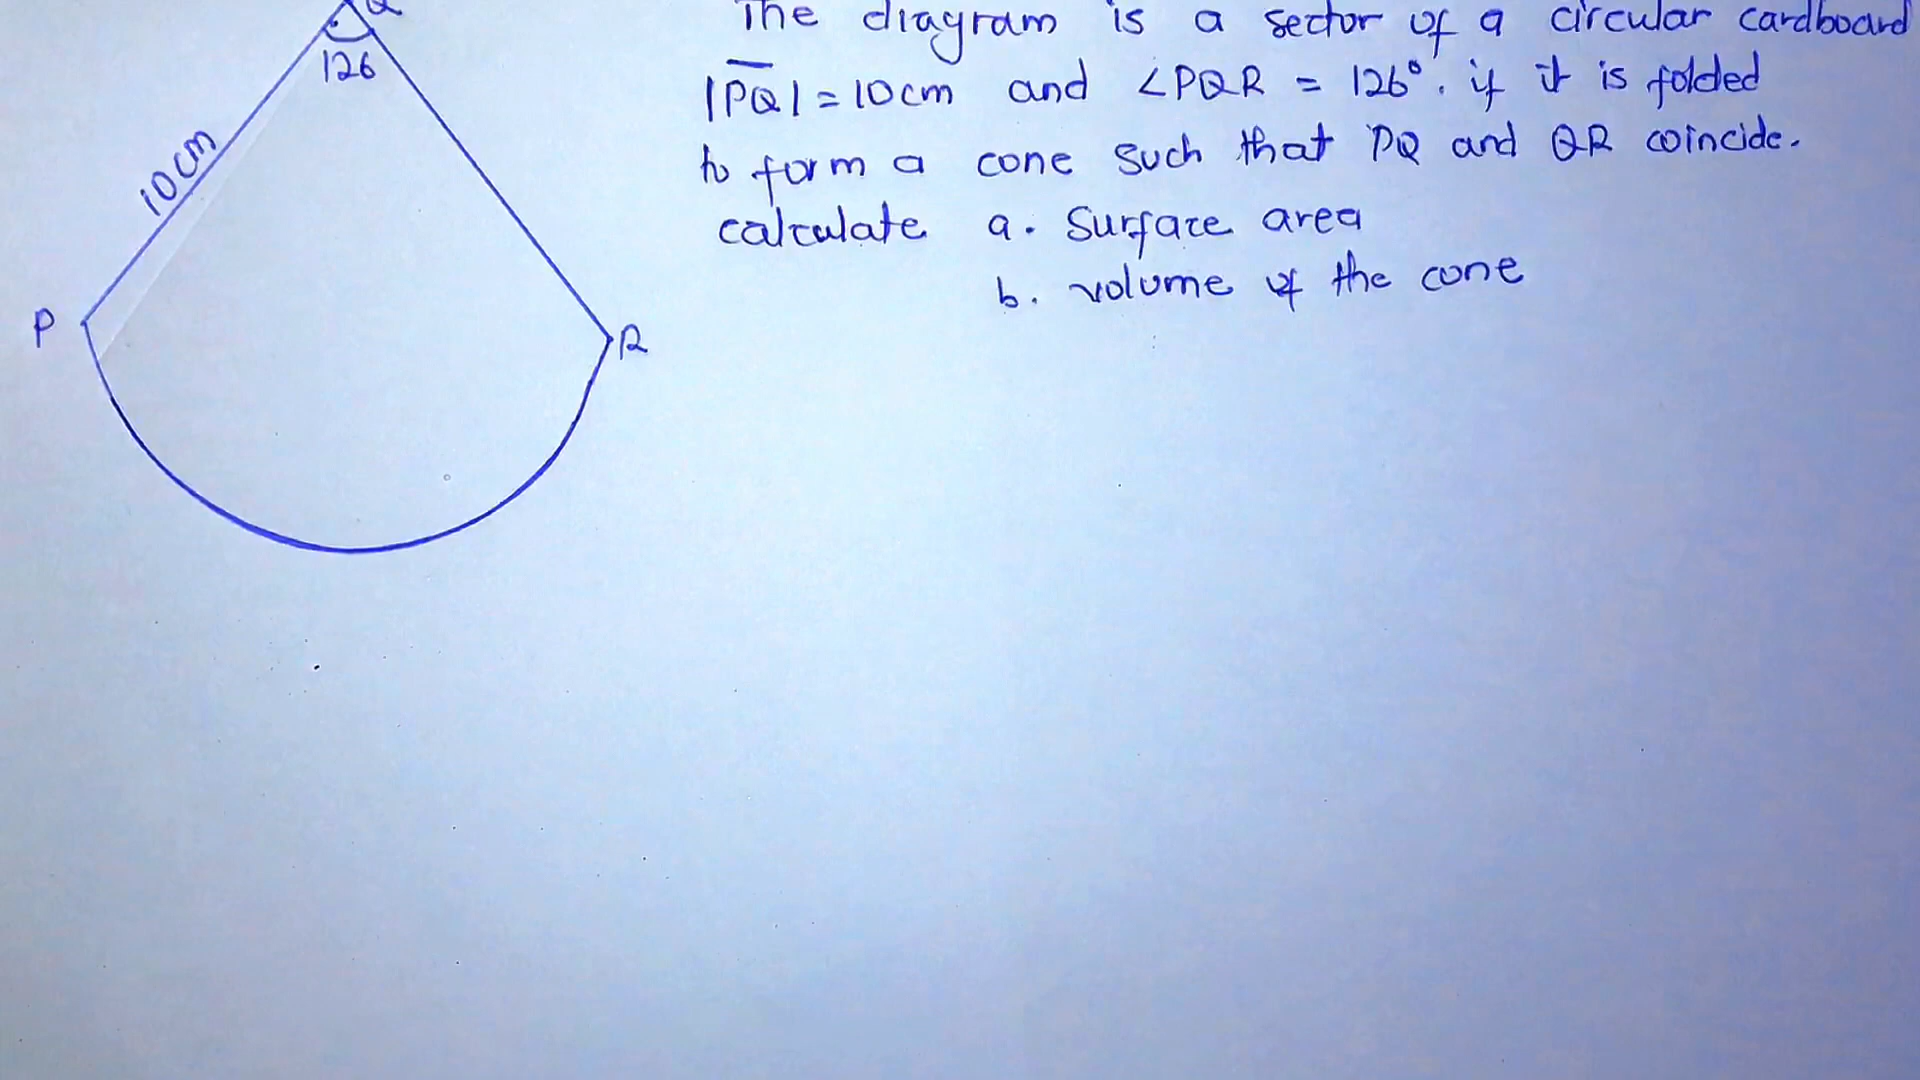 Q
126
The diagram is a sector of a circular cardboard
|PQ| = 10cm and ∠PQR = 126°. if it is folded
to form a cone such that PQ and QR coincide.
calculate a. Surface area
b. volume of the cone
10cm
P
R